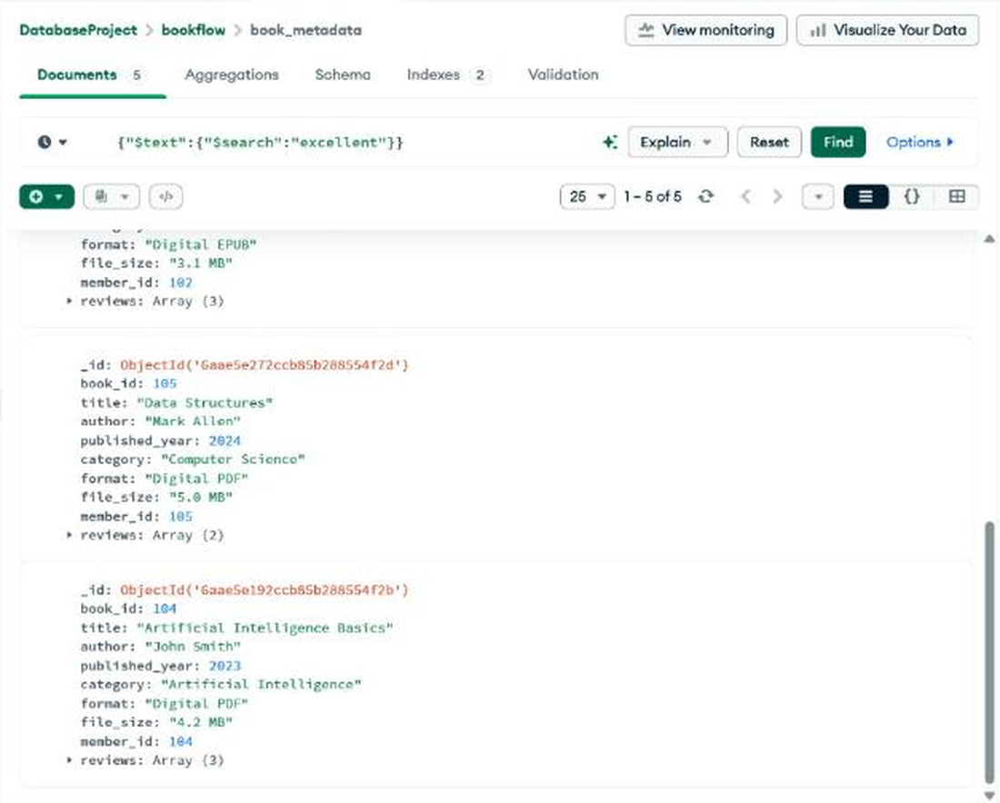 DatabaseProject > bookflow > book_metadata
View monitoring
Visualize Your Data
Documents 5 Aggregations Schema Indexes 2 Validation
{"$text":{"$search":"excellent"}}
Explain Reset Find Options
25 1 – 5 of 5 {}
format: "Digital EPUB"
file_size: "3.1 MB"
member_id: 102
reviews: Array (3)
_id: ObjectId('6aae5e272ccb85b288554f2d')
book_id: 105
title: "Data Structures"
author: "Mark Allen"
published_year: 2024
category: "Computer Science"
format: "Digital PDF"
file_size: "5.0 MB"
member_id: 105
reviews: Array (2)
_id: ObjectId('6aae5e192ccb85b288554f2b')
book_id: 104
title: "Artificial Intelligence Basics"
author: "John Smith"
published_year: 2023
category: "Artificial Intelligence"
format: "Digital PDF"
file_size: "4.2 MB"
member_id: 104
reviews: Array (3)